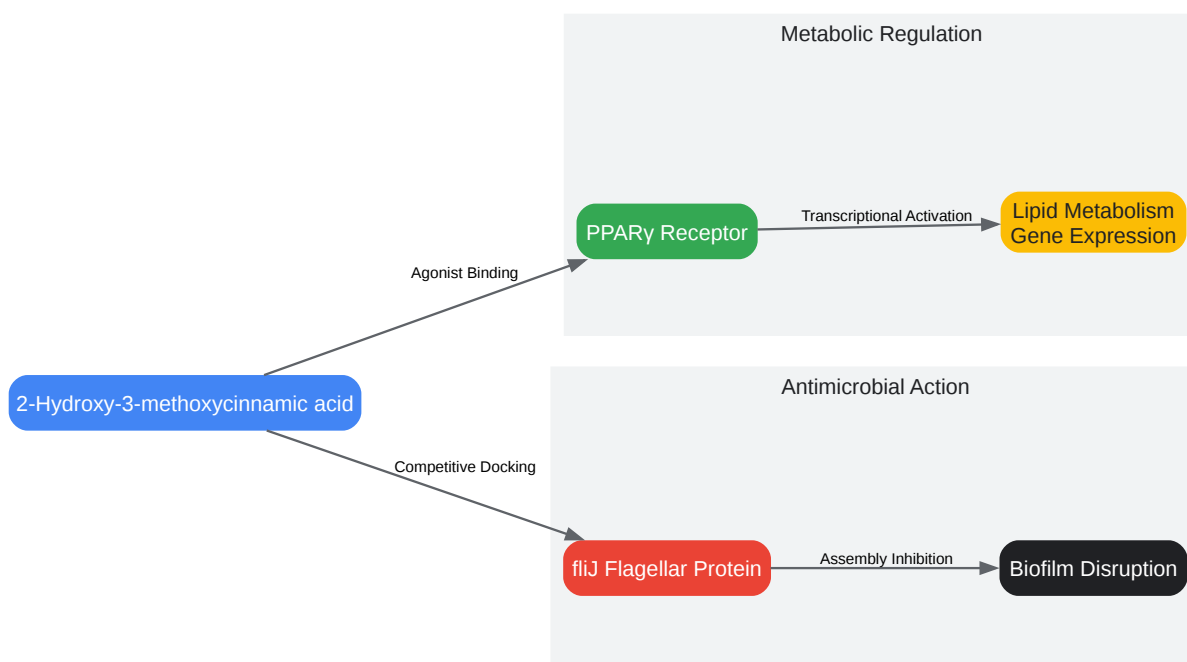 Metabolic Regulation
PPARγ Receptor
Transcriptional Activation
Lipid Metabolism
Gene Expression
Agonist Binding
2-Hydroxy-3-methoxycinnamic acid
Competitive Docking
Antimicrobial Action
fliJ Flagellar Protein
Assembly Inhibition
Biofilm Disruption